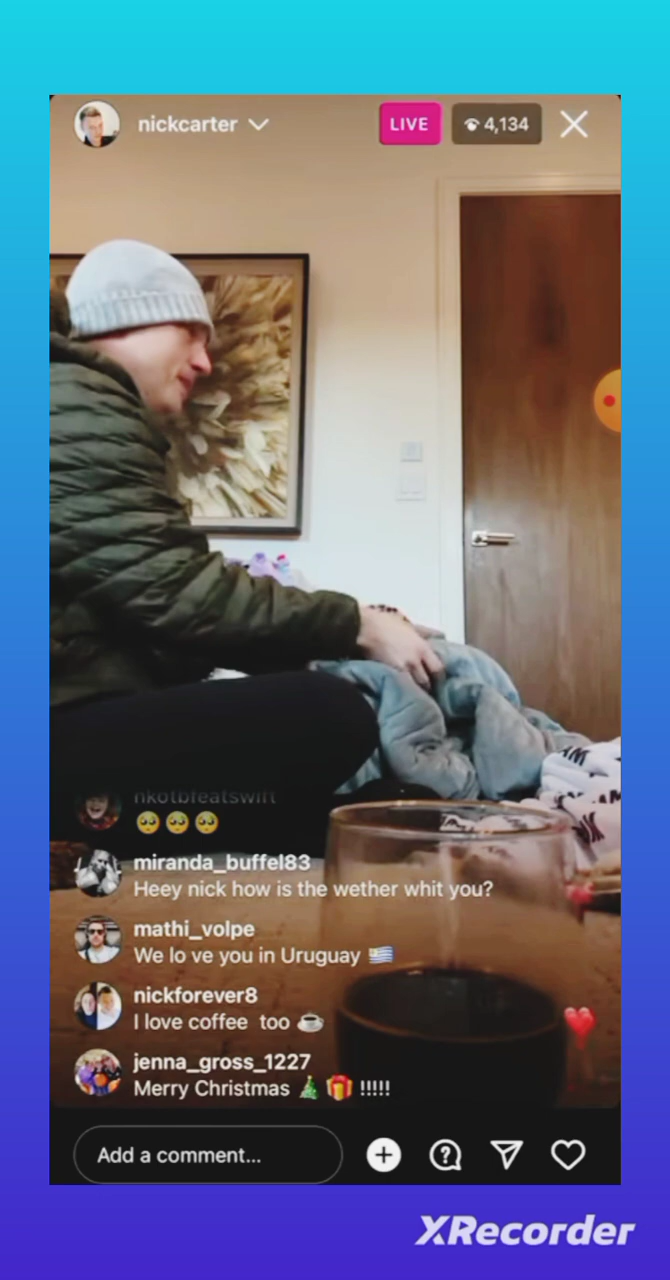 nickcarter
LIVE
4,134
nkotbfeatswift
🥺🥺🥺
miranda_buffel83
Heey nick how is the wether whit you?
mathi_volpe
We lo ve you in Uruguay 🇺🇾
nickforever8
I love coffee too ☕
jenna_gross_1227
Merry Christmas 🎄 🎁 !!!!!
Add a comment...
XRecorder